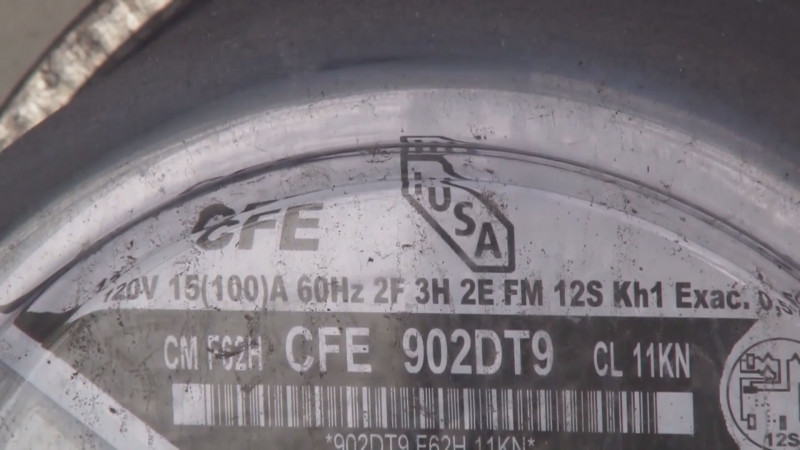 IUSA
CFE
120V 15(100)A 60Hz 2F 3H 2E FM 12S Kh1 Exac.
CM F62H CFE 902DT9 CL 11KN
*902DT9 F62H 11KN*
12S